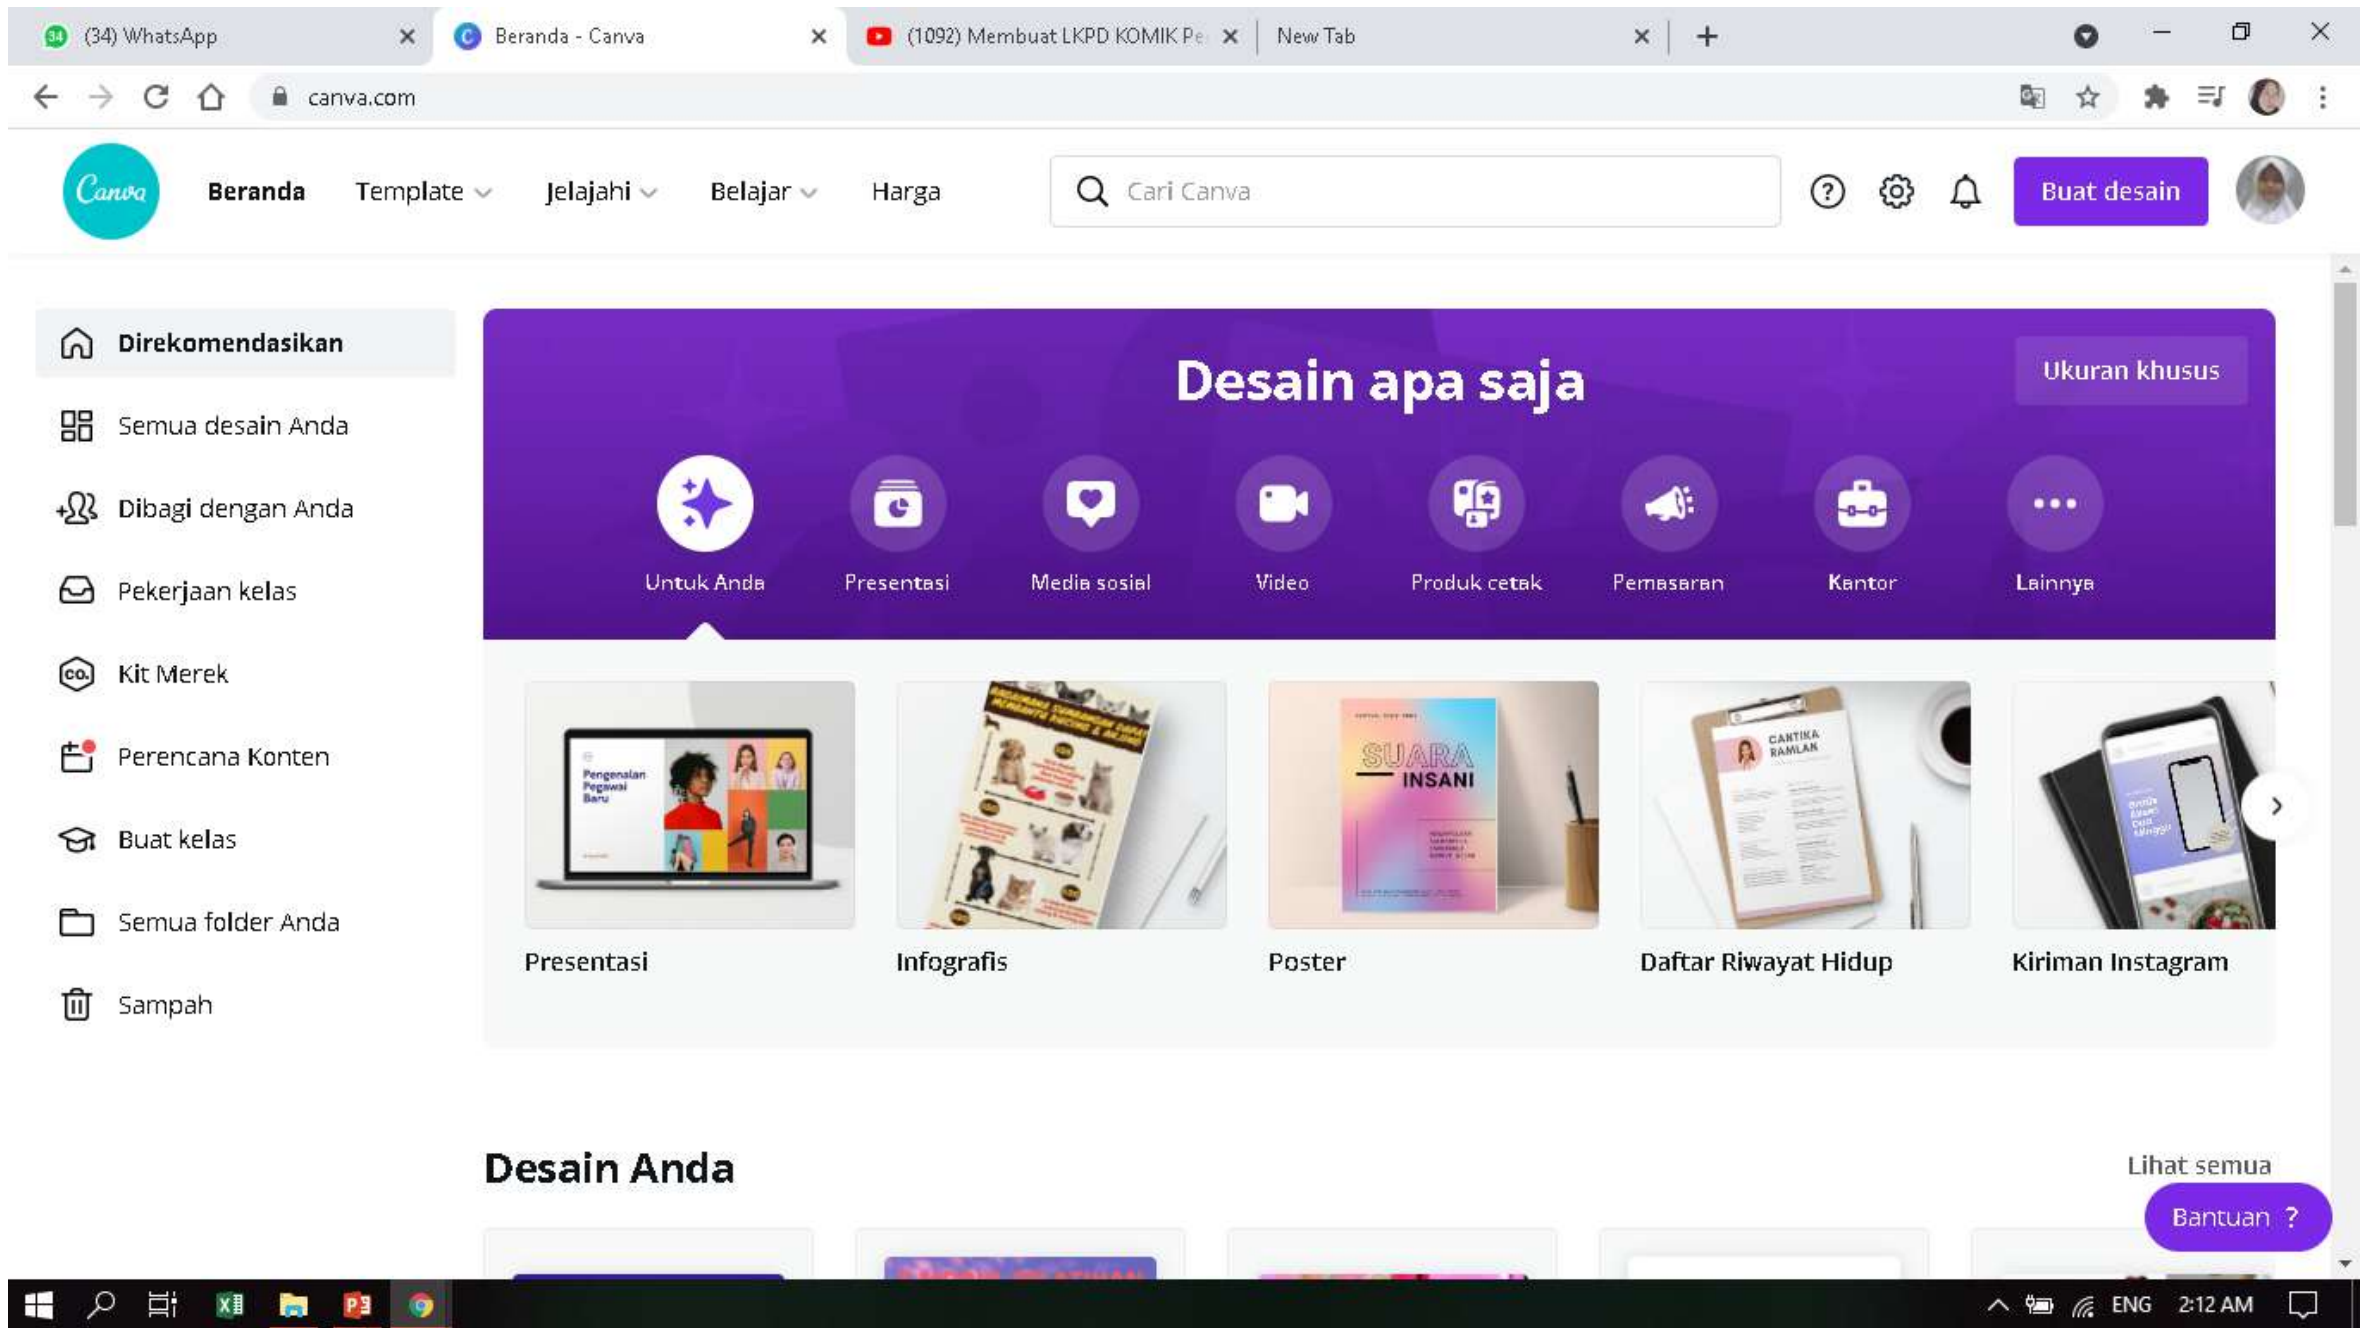 34 (34) WhatsApp
Beranda - Canva
(1092) Membuat LKPD KOMIK Pe
New Tab
canva.com
Canva
Beranda
Template
Jelajahi
Belajar
Harga
Cari Canva
Buat desain
Direkomendasikan
Semua desain Anda
Dibagi dengan Anda
Pekerjaan kelas
CO. Kit Merek
Perencana Konten
Buat kelas
Semua folder Anda
Sampah
Desain apa saja
Ukuran khusus
Untuk Anda
Presentasi
Media sosial
Video
Produk cetak
Pemasaran
Kantor
Lainnya
Pengenalan
Pegawai
Baru
SUARA
INSANI
CANTIKA
RAMLAN
Presentasi
Infografis
Poster
Daftar Riwayat Hidup
Kiriman Instagram
Desain Anda
Lihat semua
Bantuan ?
ENG
2:12 AM